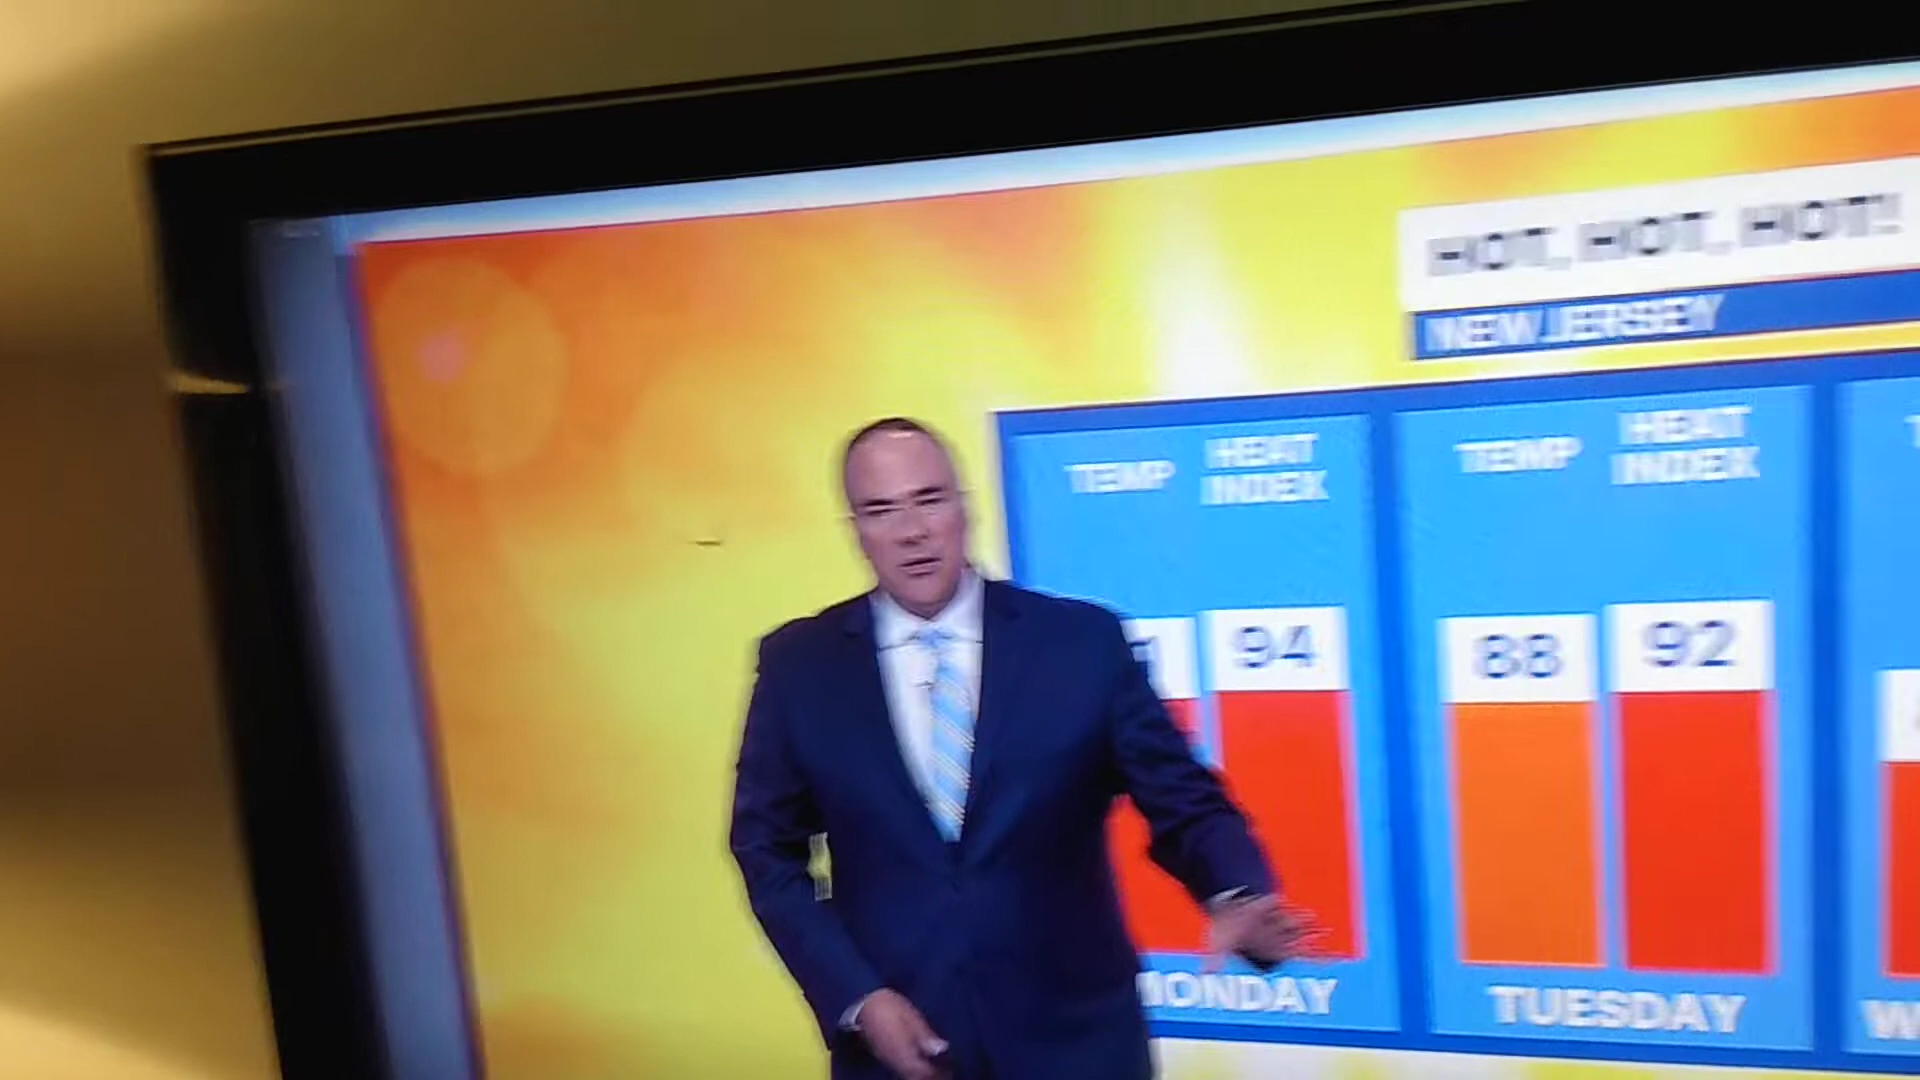 HOT, HOT, HOT!
NEW JERSEY
TEMP
HEAT
INDEX
TEMP
HEAT
INDEX
94
88
92
MONDAY
TUESDAY